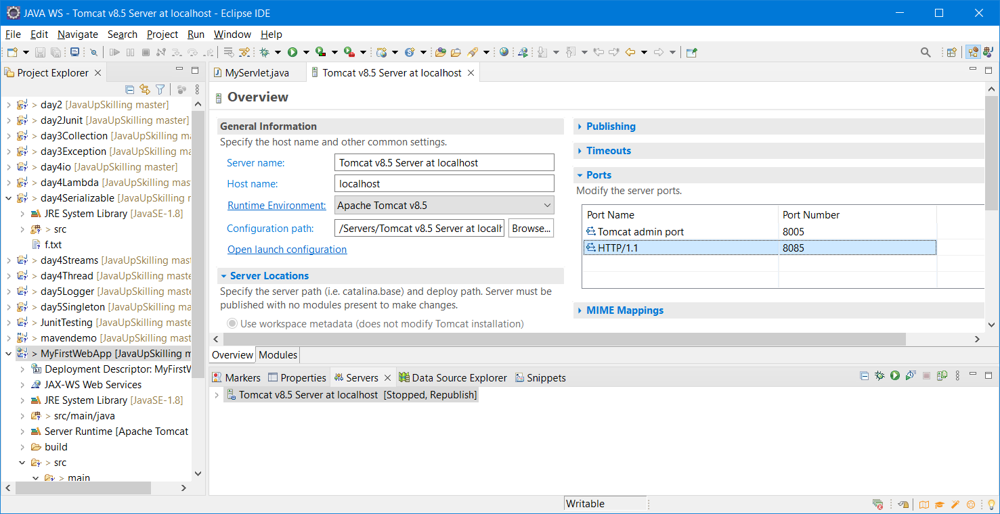 JAVA WS - Tomcat v8.5 Server at localhost - Eclipse IDE
File Edit Navigate Search Project Run Window Help
Project Explorer
> day2 [JavaUpSkilling master]
> day2Junit [JavaUpSkilling master]
> day3Collection [JavaUpSkilling ma
> day3Exception [JavaUpSkilling ma
> day4io [JavaUpSkilling master]
> day4Lambda [JavaUpSkilling mas
> day4Serializable [JavaUpSkilling r
JRE System Library [JavaSE-1.8]
> src
f.txt
> day4Streams [JavaUpSkilling mast
> day4Thread [JavaUpSkilling maste
> day5Logger [JavaUpSkilling maste
> day5Singleton [JavaUpSkilling ma
> JunitTesting [JavaUpSkilling mast
> mavendemo [JavaUpSkilling mast
> MyFirstWebApp [JavaUpSkilling m
Deployment Descriptor: MyFirstW
JAX-WS Web Services
JRE System Library [JavaSE-1.8]
> src/main/java
Server Runtime [Apache Tomcat
build
> src
> main
MyServlet.java
Tomcat v8.5 Server at localhost
Overview
General Information
Specify the host name and other common settings.
Server name: Tomcat v8.5 Server at localhost
Host name: localhost
Runtime Environment: Apache Tomcat v8.5
Configuration path: /Servers/Tomcat v8.5 Server at localh Browse...
Open launch configuration
Server Locations
Specify the server path (i.e. catalina.base) and deploy path. Server must be
published with no modules present to make changes.
Use workspace metadata (does not modify Tomcat installation)
Publishing
Timeouts
Ports
Modify the server ports.
Port Name Port Number
Tomcat admin port 8005
HTTP/1.1 8085
MIME Mappings
Overview Modules
Markers Properties Servers Data Source Explorer Snippets
Tomcat v8.5 Server at localhost [Stopped, Republish]
Writable